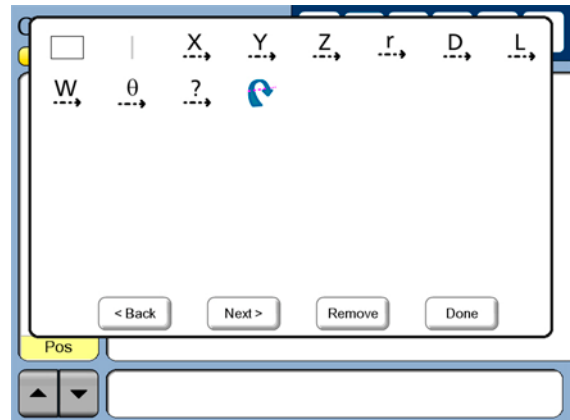 X Y Z r D L
W θ ?
< Back Next > Remove Done
Pos